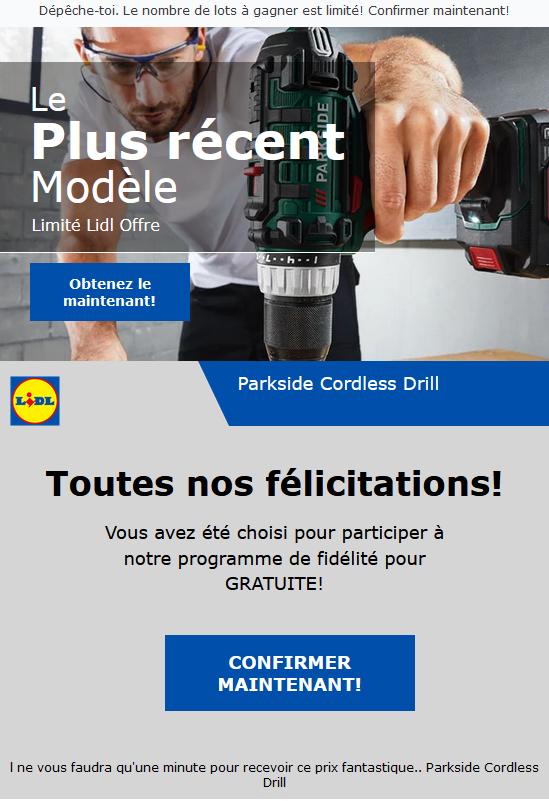 Dépêche-toi. Le nombre de lots à gagner est limité! Confirmer maintenant!
Le
Plus récent
Modèle
Limité Lidl Offre
PARKSIDE
Obtenez le
maintenant!
LIDL
Parkside Cordless Drill
Toutes nos félicitations!
Vous avez été choisi pour participer à
notre programme de fidélité pour
GRATUITE!
CONFIRMER
MAINTENANT!
l ne vous faudra qu'une minute pour recevoir ce prix fantastique.. Parkside Cordless
Drill